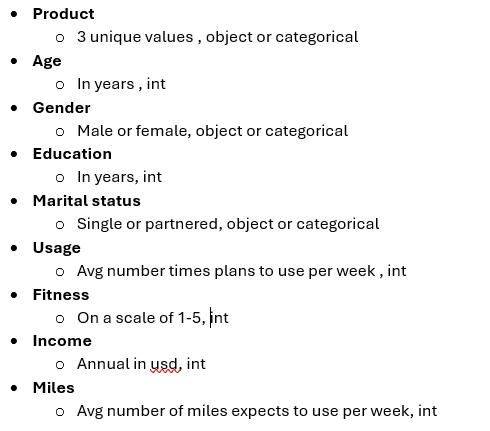 • Product
o 3 unique values , object or categorical
• Age
o In years , int
• Gender
o Male or female, object or categorical
• Education
o In years, int
• Marital status
o Single or partnered, object or categorical
• Usage
o Avg number times plans to use per week , int
• Fitness
o On a scale of 1-5, int
• Income
o Annual in usd, int
• Miles
o Avg number of miles expects to use per week, int